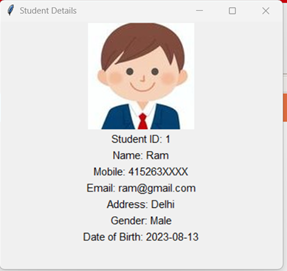 Student Details
Student ID: 1
Name: Ram
Mobile: 415263XXXX
Email: ram@gmail.com
Address: Delhi
Gender: Male
Date of Birth: 2023-08-13